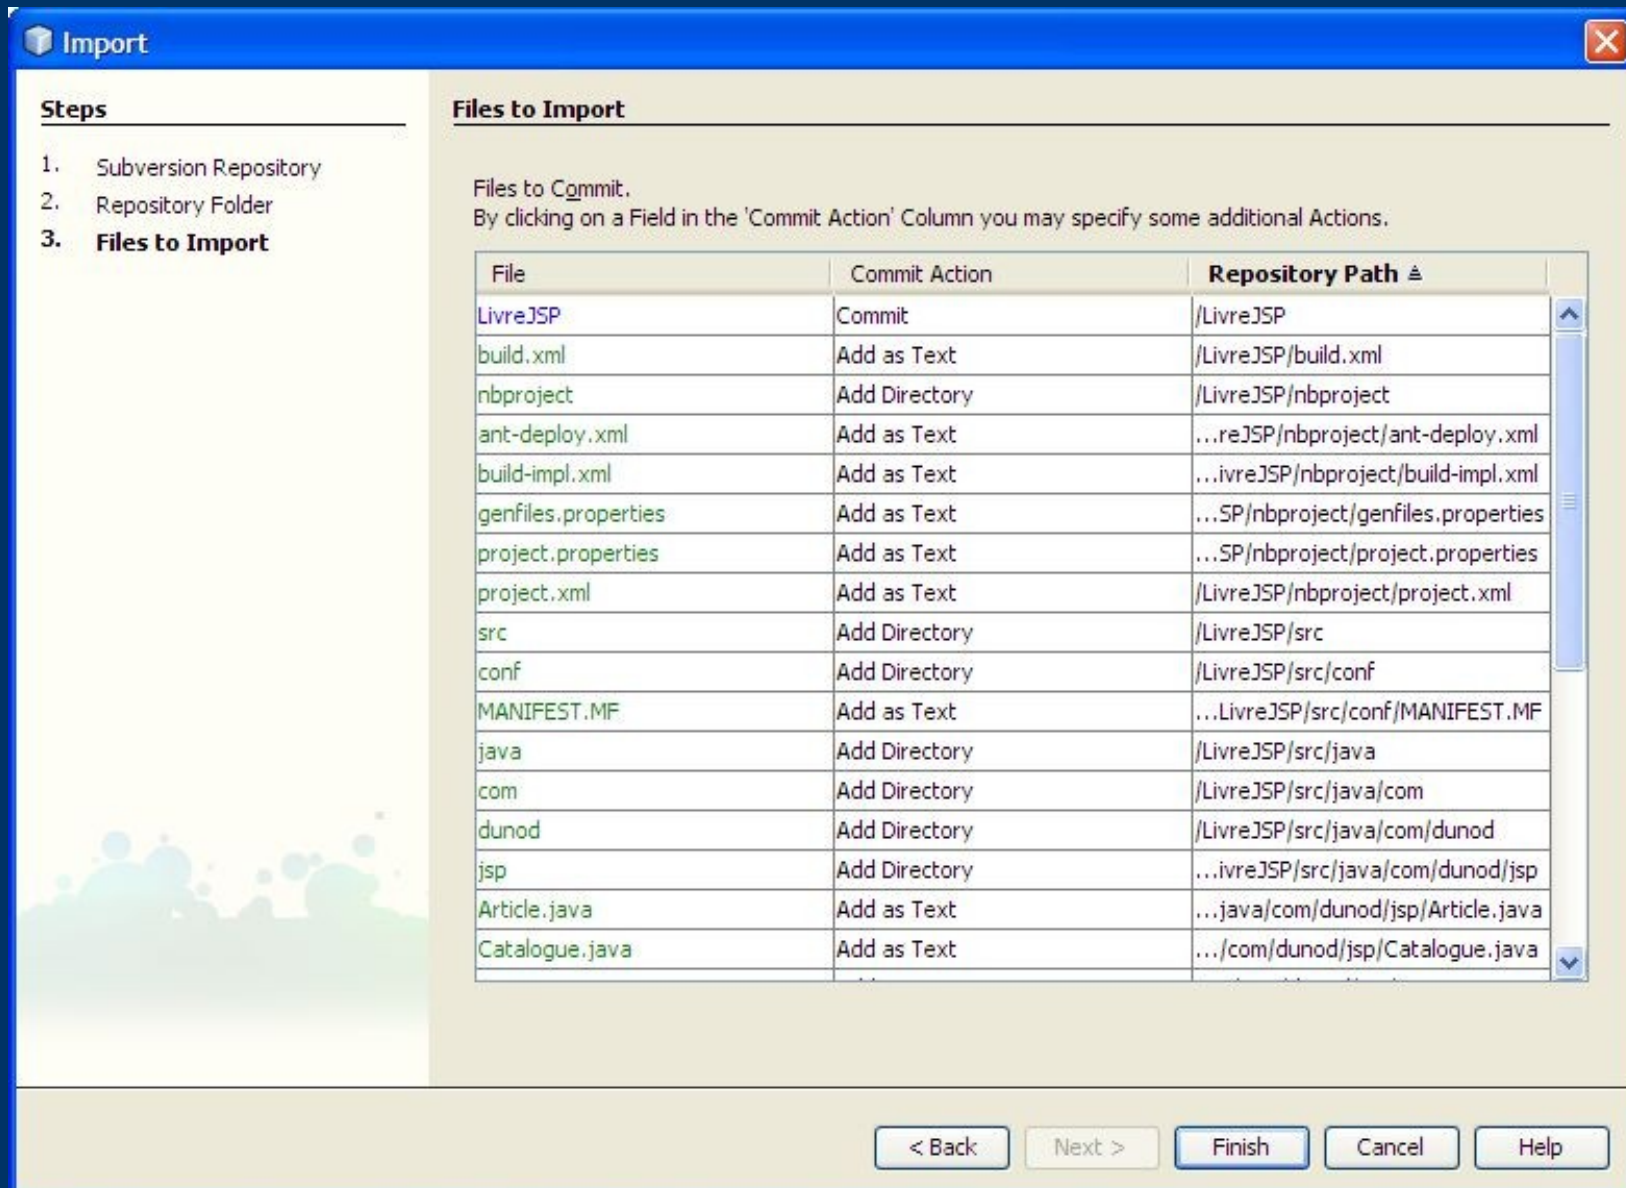 Import
Steps
1. Subversion Repository
2. Repository Folder
3. Files to Import
Files to Import
Files to Commit.
By clicking on a Field in the 'Commit Action' Column you may specify some additional Actions.
File Commit Action Repository Path
LivreJSP Commit /LivreJSP
build.xml Add as Text /LivreJSP/build.xml
nbproject Add Directory /LivreJSP/nbproject
ant-deploy.xml Add as Text ...reJSP/nbproject/ant-deploy.xml
build-impl.xml Add as Text ...ivreJSP/nbproject/build-impl.xml
genfiles.properties Add as Text ...SP/nbproject/genfiles.properties
project.properties Add as Text ...SP/nbproject/project.properties
project.xml Add as Text /LivreJSP/nbproject/project.xml
src Add Directory /LivreJSP/src
conf Add Directory /LivreJSP/src/conf
MANIFEST.MF Add as Text ...LivreJSP/src/conf/MANIFEST.MF
java Add Directory /LivreJSP/src/java
com Add Directory /LivreJSP/src/java/com
dunod Add Directory /LivreJSP/src/java/com/dunod
jsp Add Directory ...ivreJSP/src/java/com/dunod/jsp
Article.java Add as Text ...java/com/dunod/jsp/Article.java
Catalogue.java Add as Text .../com/dunod/jsp/Catalogue.java
< Back Next > Finish Cancel Help